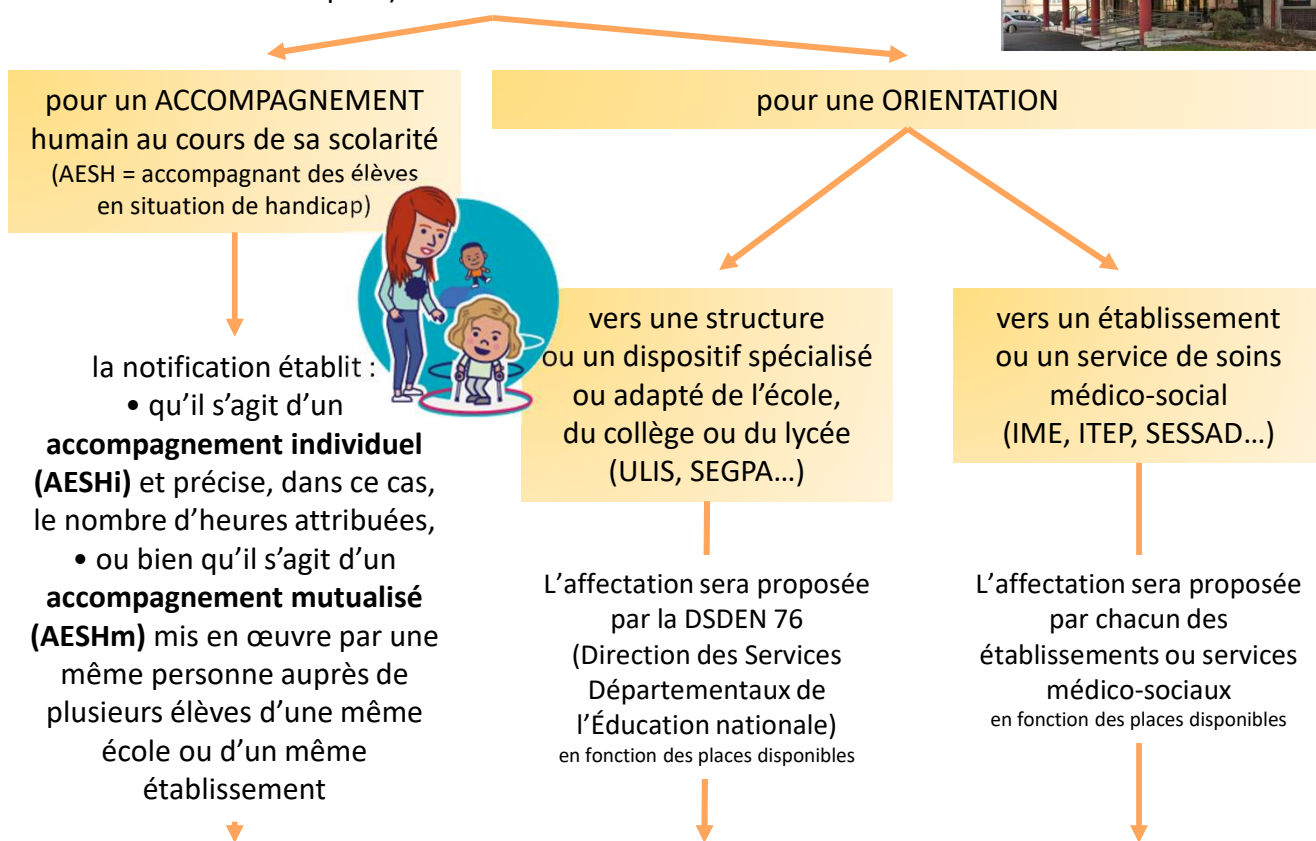 pour un ACCOMPAGNEMENT
humain au cours de sa scolarité
(AESH = accompagnant des élèves
en situation de handicap)
pour une ORIENTATION
la notification établit :
• qu'il s'agit d'un
accompagnement individuel
(AESHi) et précise, dans ce cas,
le nombre d'heures attribuées,
• ou bien qu'il s'agit d'un
accompagnement mutualisé
(AESHm) mis en œuvre par une
même personne auprès de
plusieurs élèves d'une même
école ou d'un même
établissement
vers une structure
ou un dispositif spécialisé
ou adapté de l'école,
du collège ou du lycée
(ULIS, SEGPA…)
L'affectation sera proposée
par la DSDEN 76
(Direction des Services
Départementaux de
l'Éducation nationale)
en fonction des places disponibles
vers un établissement
ou un service de soins
médico-social
(IME, ITEP, SESSAD…)
L'affectation sera proposée
par chacun des
établissements ou services
médico-sociaux
en fonction des places disponibles